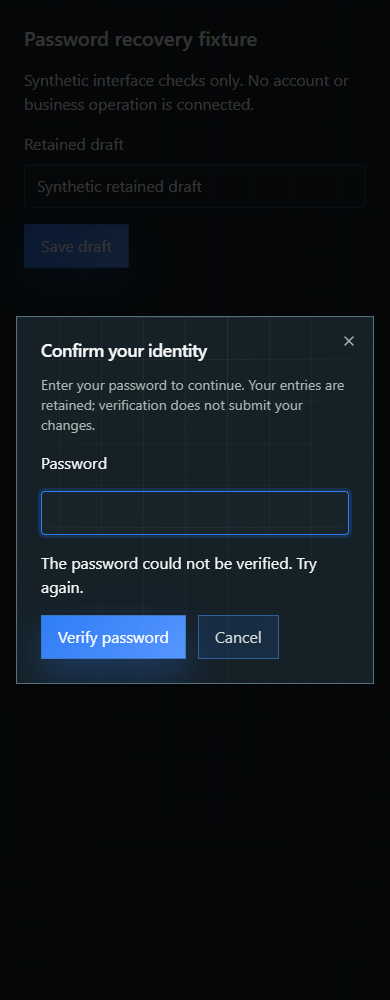 Password recovery fixture
Synthetic interface checks only. No account or
business operation is connected.
Retained draft
Synthetic retained draft
Save draft
Confirm your identity
Enter your password to continue. Your entries are
retained; verification does not submit your
changes.
Password
The password could not be verified. Try
again.
Verify password
Cancel